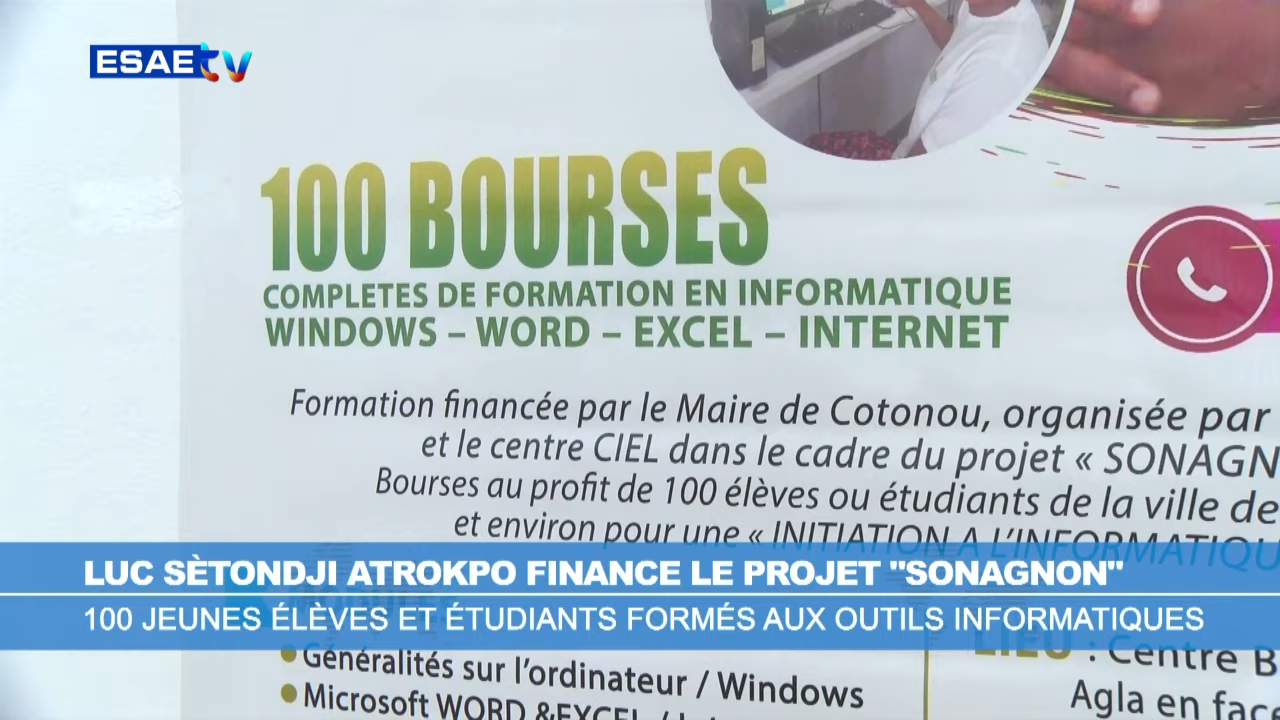 ESAE tv
100 BOURSES
COMPLETES DE FORMATION EN INFORMATIQUE
WINDOWS – WORD – EXCEL – INTERNET
Formation financée par le Maire de Cotonou, organisée par
et le centre CIEL dans le cadre du projet « SONAGN
Bourses au profit de 100 élèves ou étudiants de la ville de
et environ pour une « INITIATION A L'INFORMATIQU
LUC SÈTONDJI ATROKPO FINANCE LE PROJET "SONAGNON"
100 JEUNES ÉLÈVES ET ÉTUDIANTS FORMÉS AUX OUTILS INFORMATIQUES
Généralités sur l'ordinateur / Windows
Microsoft WORD & EXCEL /
LIEU : Centre B
Agla en face